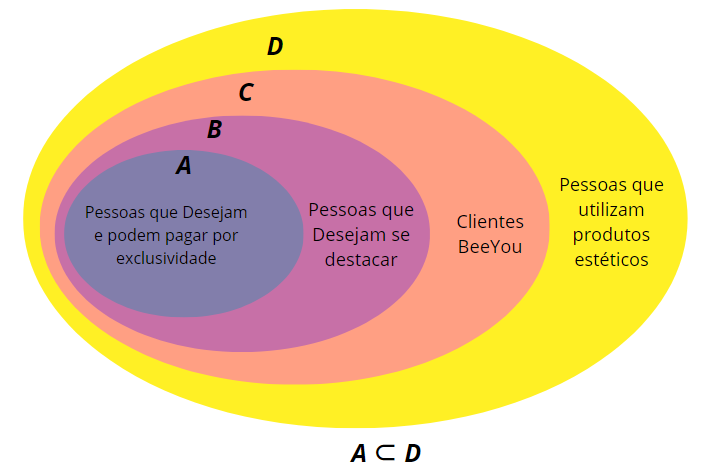 D
C
B
A
Pessoas que Desejam
e podem pagar por
exclusividade
Pessoas que
Desejam se
destacar
Clientes
BeeYou
Pessoas que
utilizam
produtos
estéticos
A ⊂ D